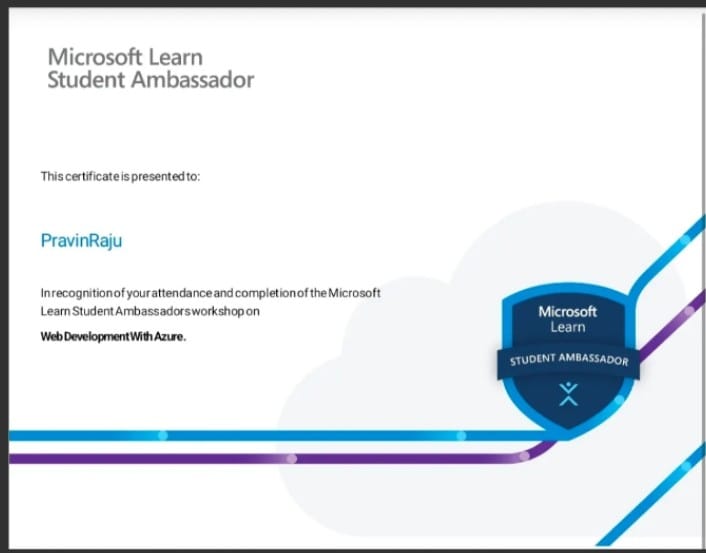 Microsoft Learn
Student Ambassador
This certificate is presented to:
PravinRaju
In recognition of your attendance and completion of the Microsoft
Learn Student Ambassadors workshop on
Web Development With Azure.
Microsoft
Learn
STUDENT AMBASSADOR